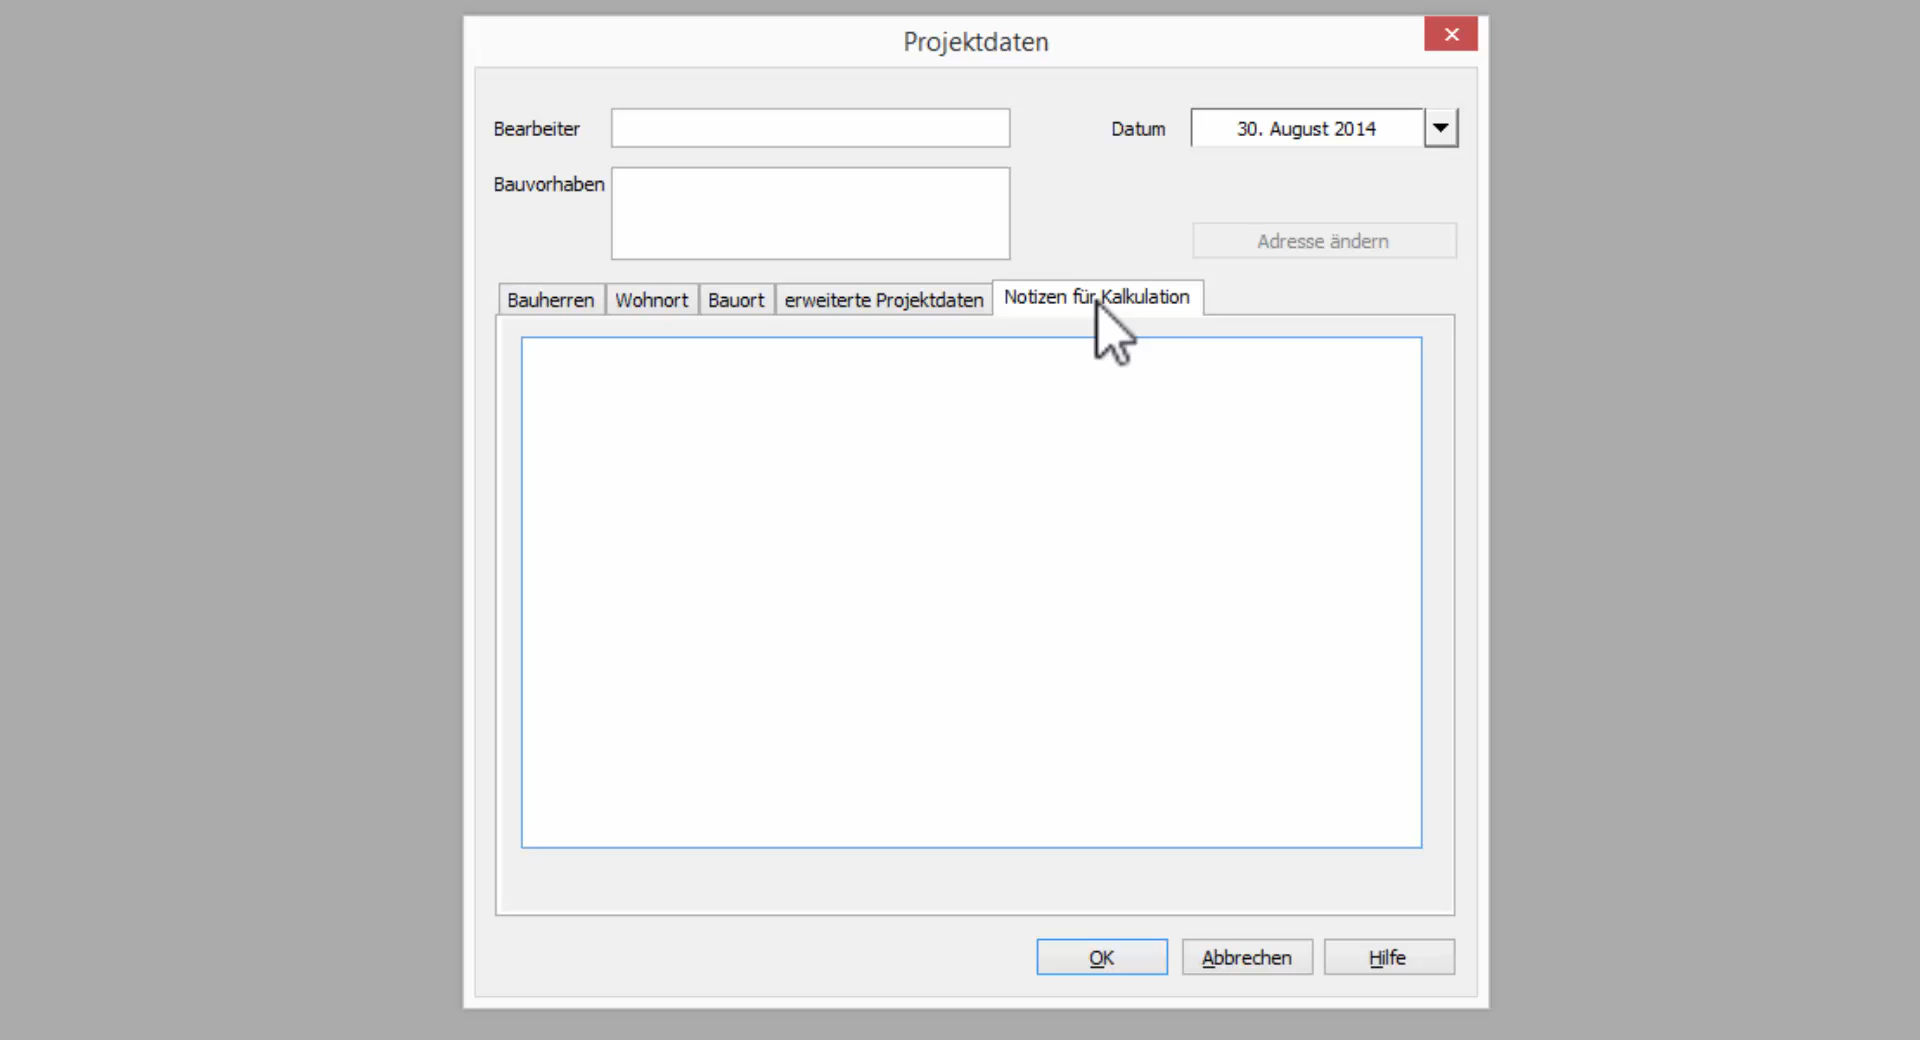 Projektdaten
Bearbeiter
Datum
30. August 2014
Bauvorhaben
Adresse ändern
Bauherren
Wohnort
Bauort
erweiterte Projektdaten
Notizen für Kalkulation
OK
Abbrechen
Hilfe